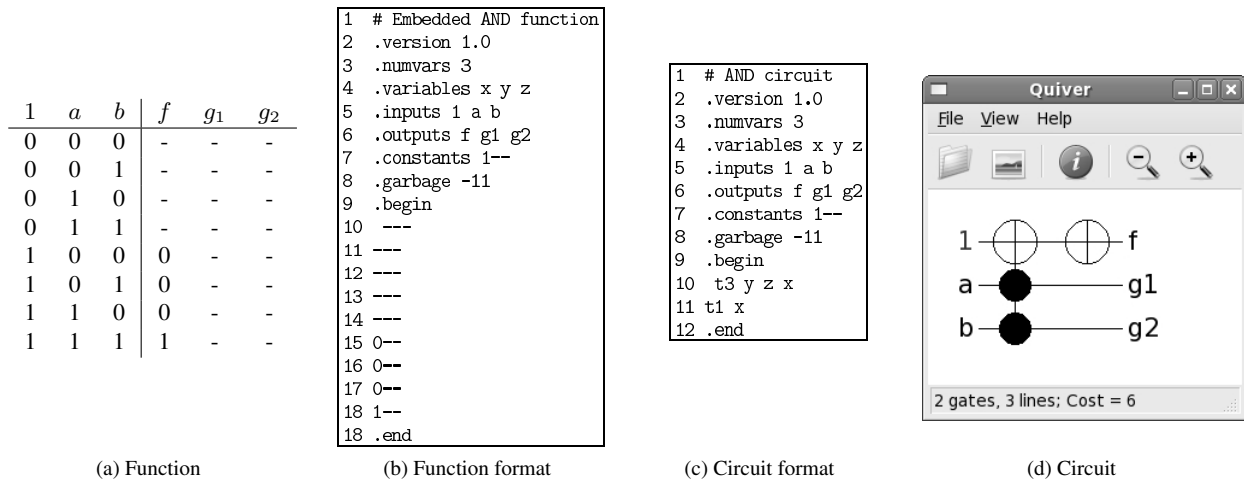 1 a b f g1 g2
0 0 0 - - -
0 0 1 - - -
0 1 0 - - -
0 1 1 - - -
1 0 0 0 - -
1 0 1 0 - -
1 1 0 0 - -
1 1 1 1 - -
(a) Function
1 # Embedded AND function
2 .version 1.0
3 .numvars 3
4 .variables x y z
5 .inputs 1 a b
6 .outputs f g1 g2
7 .constants 1--
8 .garbage -11
9 .begin
10 ---
11 ---
12 ---
13 ---
14 ---
15 0--
16 0--
17 0--
18 1--
18 .end
(b) Function format
1 # AND circuit
2 .version 1.0
3 .numvars 3
4 .variables x y z
5 .inputs 1 a b
6 .outputs f g1 g2
7 .constants 1--
8 .garbage -11
9 .begin
10 t3 y z x
11 t1 x
12 .end
(c) Circuit format
Quiver
File View Help
1 f
a g1
b g2
2 gates, 3 lines; Cost = 6
(d) Circuit